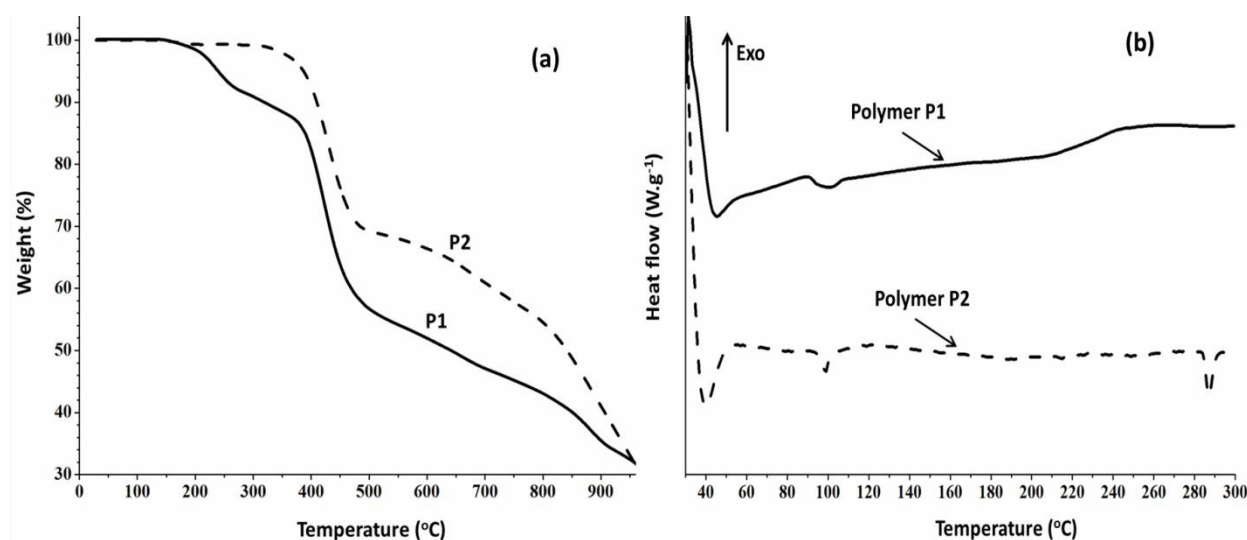 (a)
Weight (%)
100
90
80
70
60
50
40
30
P2
P1
0 100 200 300 400 500 600 700 800 900
Temperature (°C)
(b)
Exo
Heat flow (W.g⁻¹)
Polymer P1
Polymer P2
40 60 80 100 120 140 160 180 200 220 240 260 280 300
Temperature (°C)